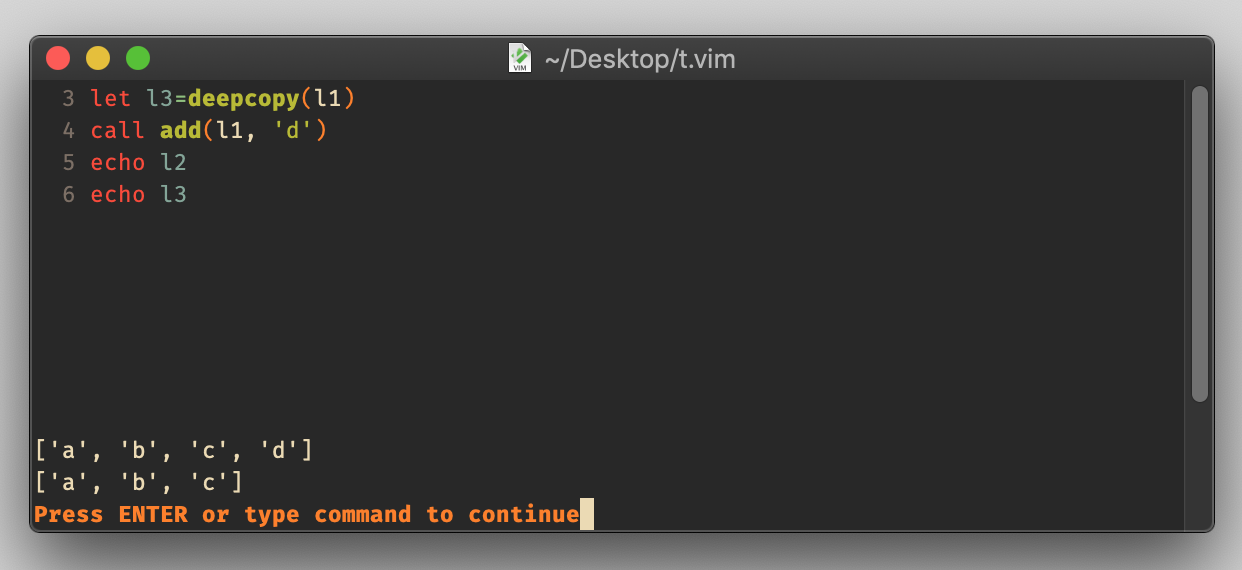 VIM ~/Desktop/t.vim
3 let l3=deepcopy(l1)
4 call add(l1, 'd')
5 echo l2
6 echo l3
['a', 'b', 'c', 'd']
['a', 'b', 'c']
Press ENTER or type command to continue